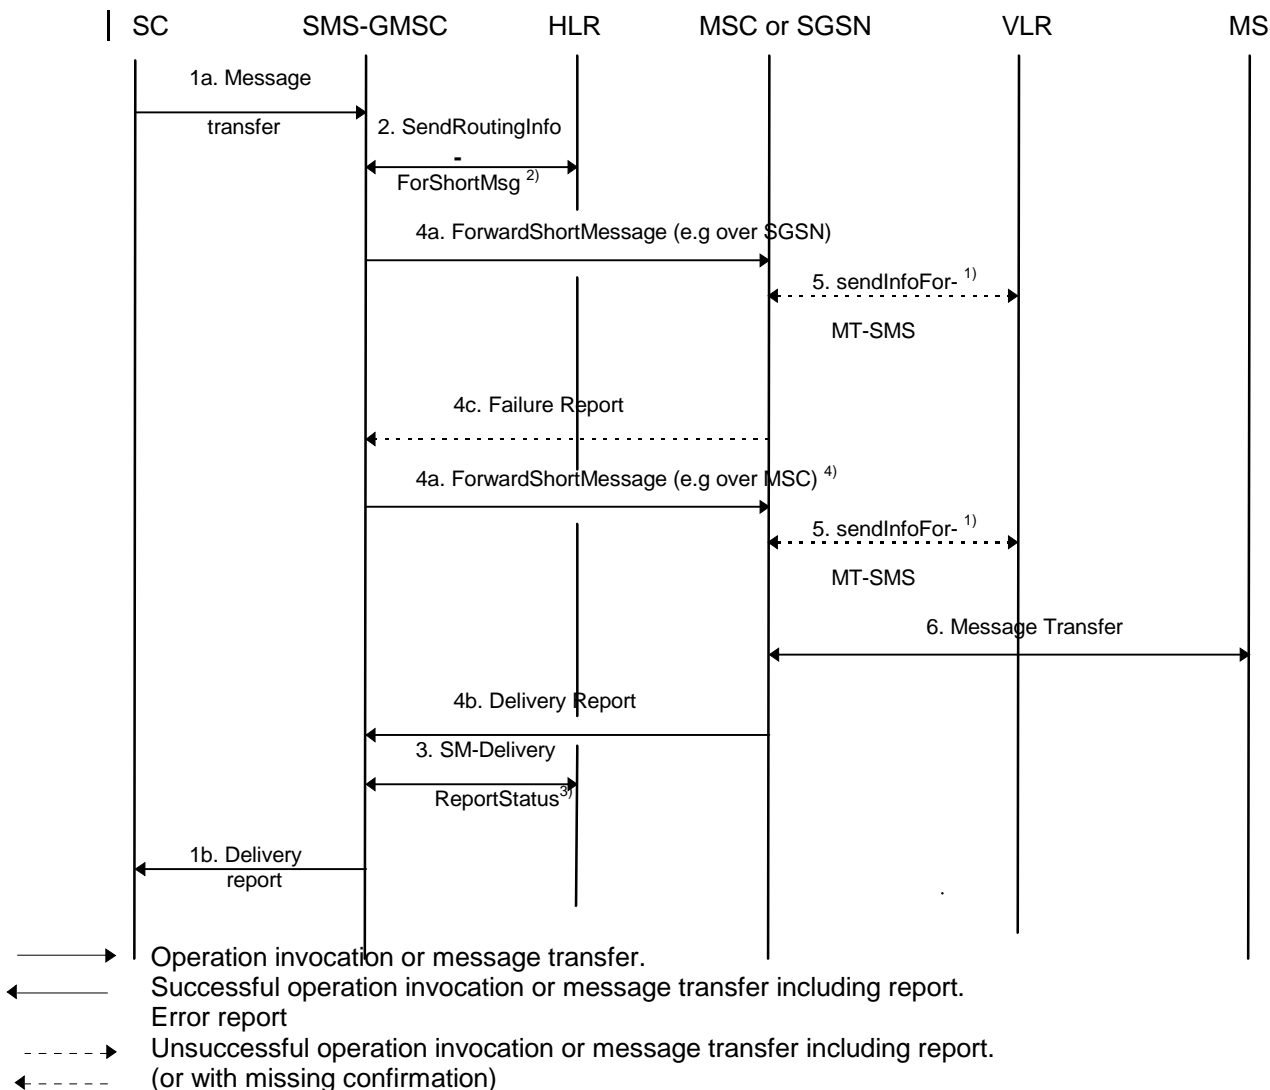 | SC SMS-GMSC HLR MSC or SGSN VLR MS
1a. Message
transfer
2. SendRoutingInfo
-
ForShortMsg 2)
4a. ForwardShortMessage (e.g over SGSN)
5. sendInfoFor- 1)
MT-SMS
4c. Failure Report
4a. ForwardShortMessage (e.g over MSC) 4)
5. sendInfoFor- 1)
MT-SMS
6. Message Transfer
4b. Delivery Report
3. SM-Delivery
ReportStatus3)
1b. Delivery
report
.
Operation invocation or message transfer.
Successful operation invocation or message transfer including report.
Error report
Unsuccessful operation invocation or message transfer including report.
(or with missing confirmation)